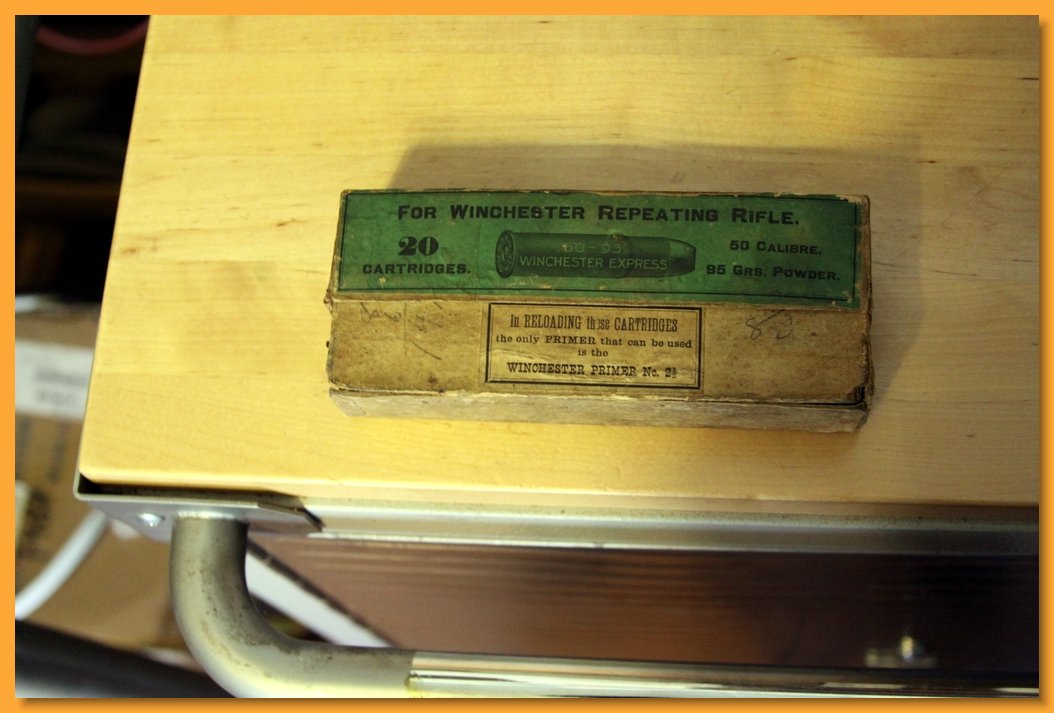 FOR WINCHESTER REPEATING RIFLE.
20
CARTRIDGES.
50-95
WINCHESTER EXPRESS
50 CALIBRE.
95 GRS. POWDER.
In RELOADING these CARTRIDGES
the only PRIMER that can be used
is the
WINCHESTER PRIMER No. 2½